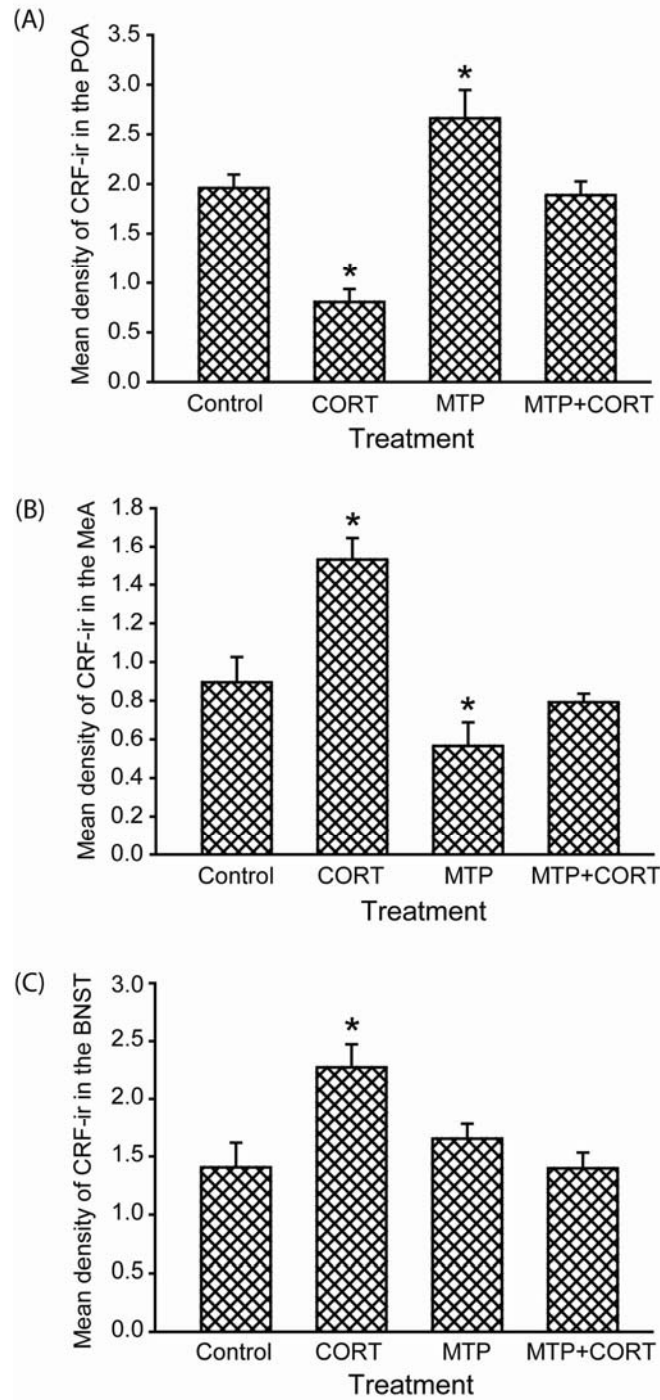 (A)
Mean density of CRF-ir in the POA
3.5
3.0
2.5
2.0
1.5
1.0
0.5
0.0
*
*
Control CORT MTP MTP+CORT
Treatment
(B)
Mean density of CRF-ir in the MeA
1.8
1.6
1.4
1.2
1.0
0.8
0.6
0.4
0.2
0.0
*
*
Control CORT MTP MTP+CORT
Treatment
(C)
Mean density of CRF-ir in the BNST
3.0
2.5
2.0
1.5
1.0
0.5
0.0
*
Control CORT MTP MTP+CORT
Treatment